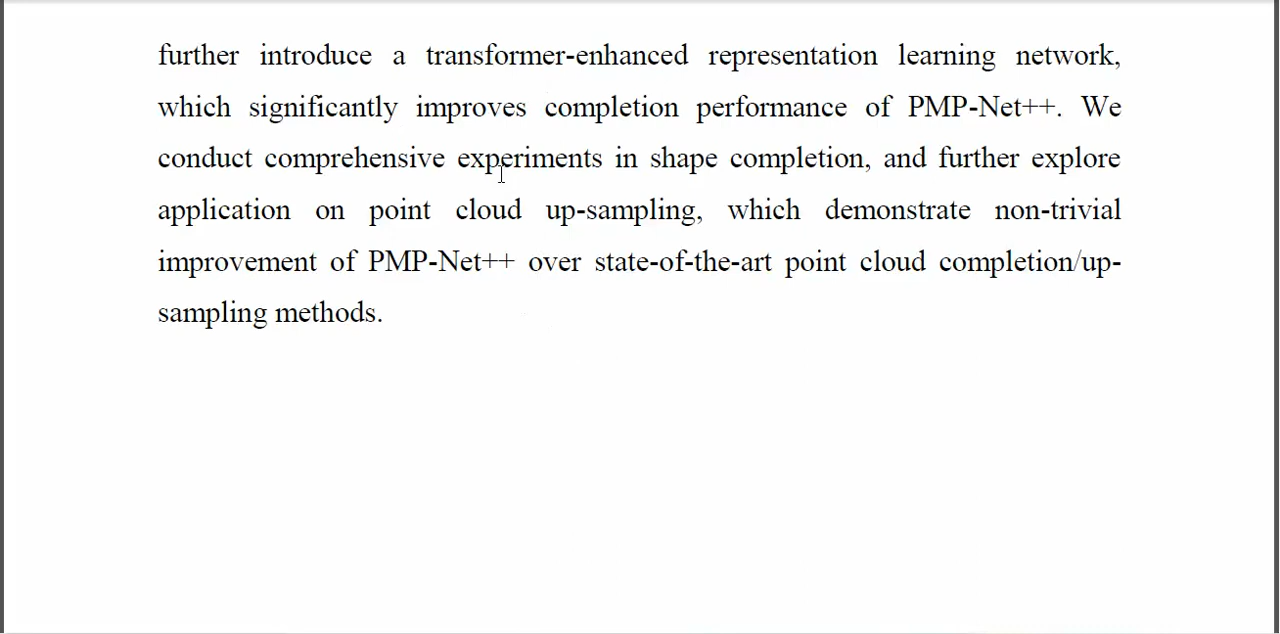 further introduce a transformer-enhanced representation learning network,
which significantly improves completion performance of PMP-Net++. We
conduct comprehensive experiments in shape completion, and further explore
application on point cloud up-sampling, which demonstrate non-trivial
improvement of PMP-Net++ over state-of-the-art point cloud completion/up-
sampling methods.